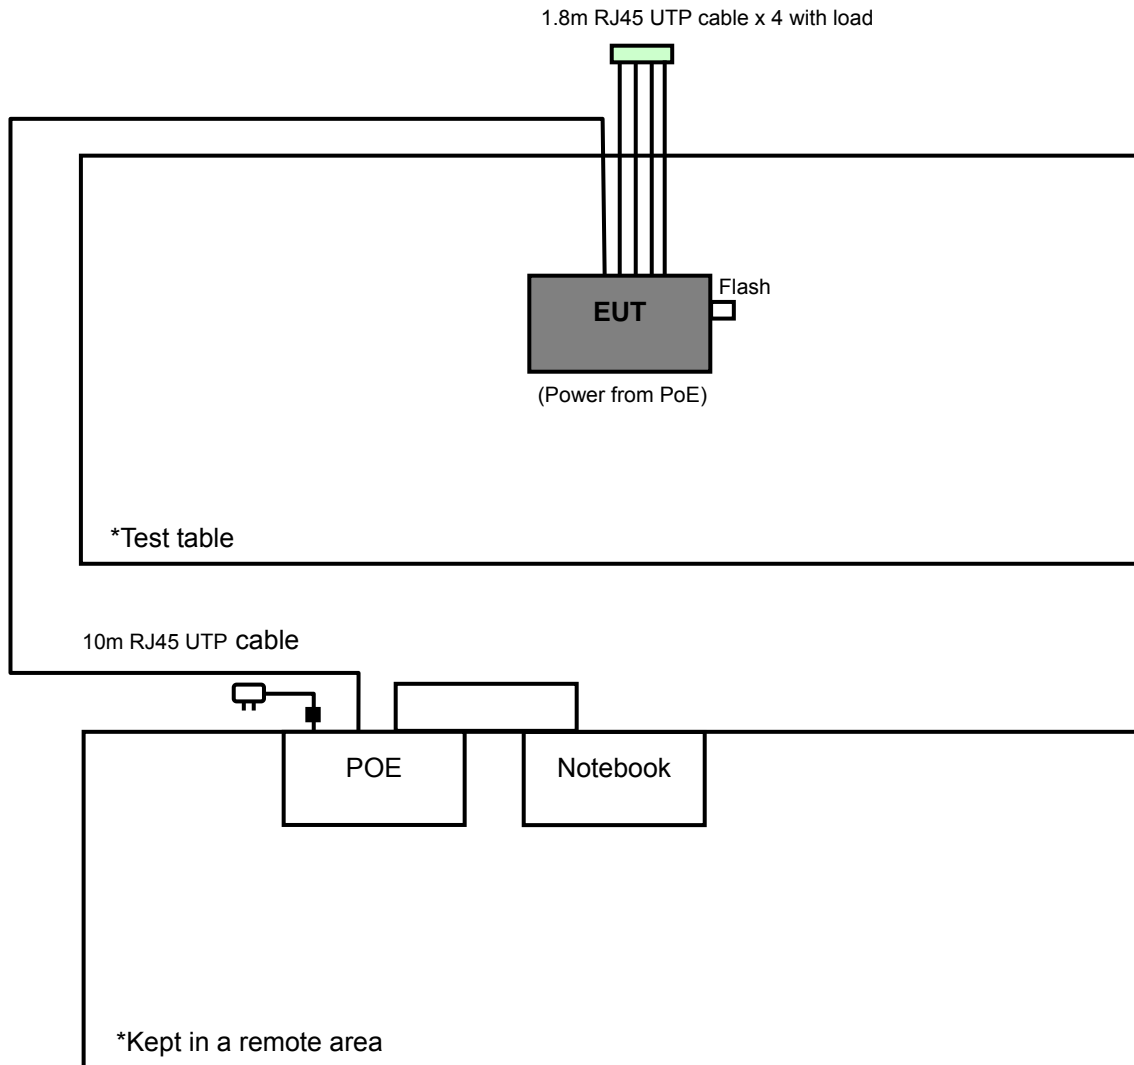 1.8m RJ45 UTP cable x 4 with load
Flash
EUT
(Power from PoE)
*Test table
10m RJ45 UTP cable
POE
Notebook
*Kept in a remote area